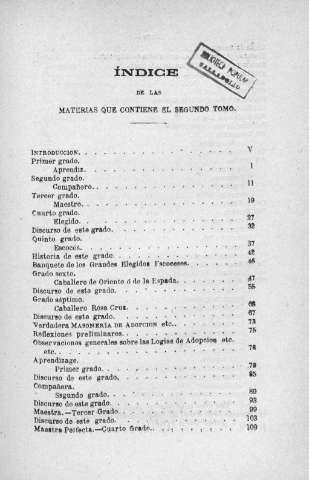 ÍNDICE
BIBLIOTECA POPULAR
VALLADOLID
DE LAS
MATERIAS QUE CONTIENE EL SEGUNDO TOMO.
INTRODUCCION. V
Primer grado.
Aprendiz. 1
Segundo grado.
Compañero. 11
Tercer grado.
Maestro. 19
Cuarto grado.
Elegido. 27
Discurso de este grado. 32
Quinto grado.
Escocés. 37
Historia de este grado. 42
Banquete de los Grandes Elegidos Escoceses. 46
Grado sexto.
Caballero de Oriente ó de la Espada. 47
Discurso de este grado. 55
Grado séptimo.
Caballero Rosa Cruz. 63
Discurso de este grado. 67
Verdadera MASONERÍA DE ADOPCION etc. 73
Reflexiones preliminares. 75
Observaciones generales sobre las Logias de Adopcion etc.
etc. 78
Aprendizage.
Primer grado. 79
Discurso de este grado. 85
Compañera.
Segundo grado. 89
Discurso de este grado. 93
Maestra.—Tercer Grado. 99
Discurso de este grado. 103
Maestra Perfecta.—Cuarto Grado. 109